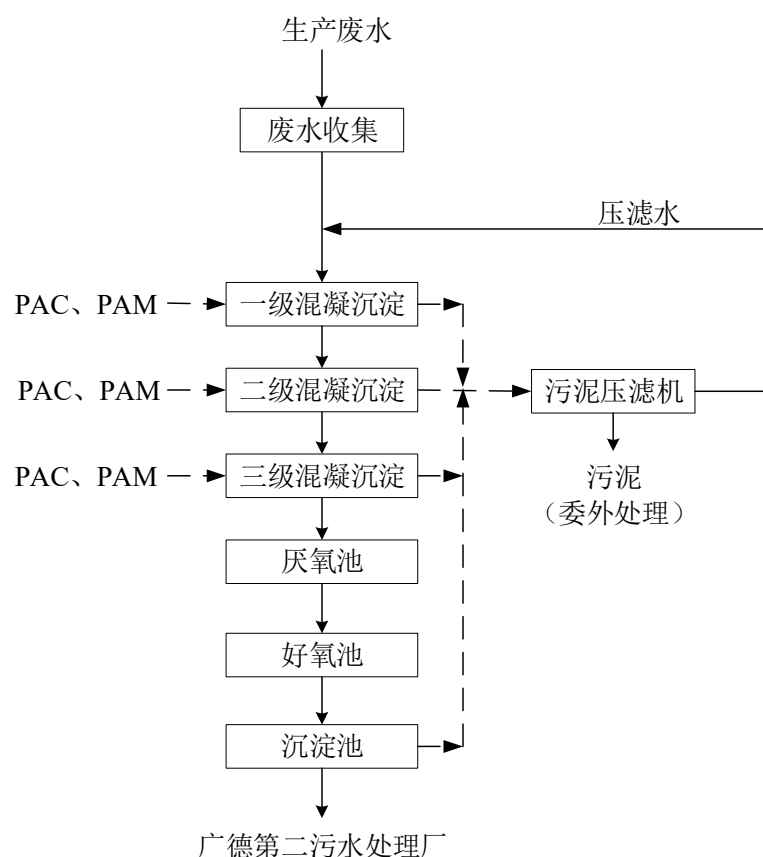 生产废水
废水收集
压滤水
PAC、PAM
一级混凝沉淀
PAC、PAM
二级混凝沉淀
污泥压滤机
PAC、PAM
三级混凝沉淀
污泥
（委外处理）
厌氧池
好氧池
沉淀池
广德第二污水处理厂